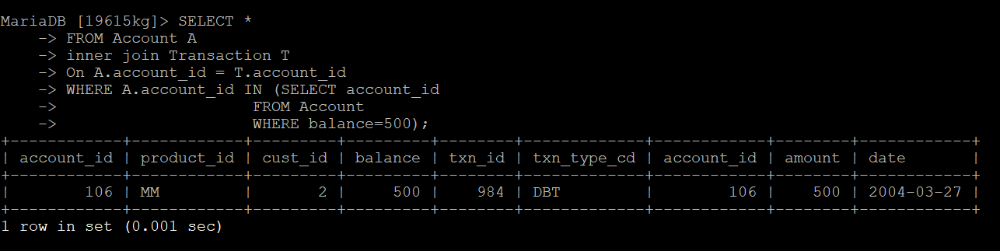 MariaDB [19615kg]> SELECT *
    -> FROM Account A
    -> inner join Transaction T
    -> On A.account_id = T.account_id
    -> WHERE A.account_id IN (SELECT account_id
    ->                     FROM Account
    ->                     WHERE balance=500);
+------------+------------+---------+---------+--------+-------------+------------+--------+------------+
| account_id | product_id | cust_id | balance | txn_id | txn_type_cd | account_id | amount | date       |
+------------+------------+---------+---------+--------+-------------+------------+--------+------------+
|        106 | MM         |       2 |     500 |    984 | DBT         |        106 |    500 | 2004-03-27 |
+------------+------------+---------+---------+--------+-------------+------------+--------+------------+
1 row in set (0.001 sec)